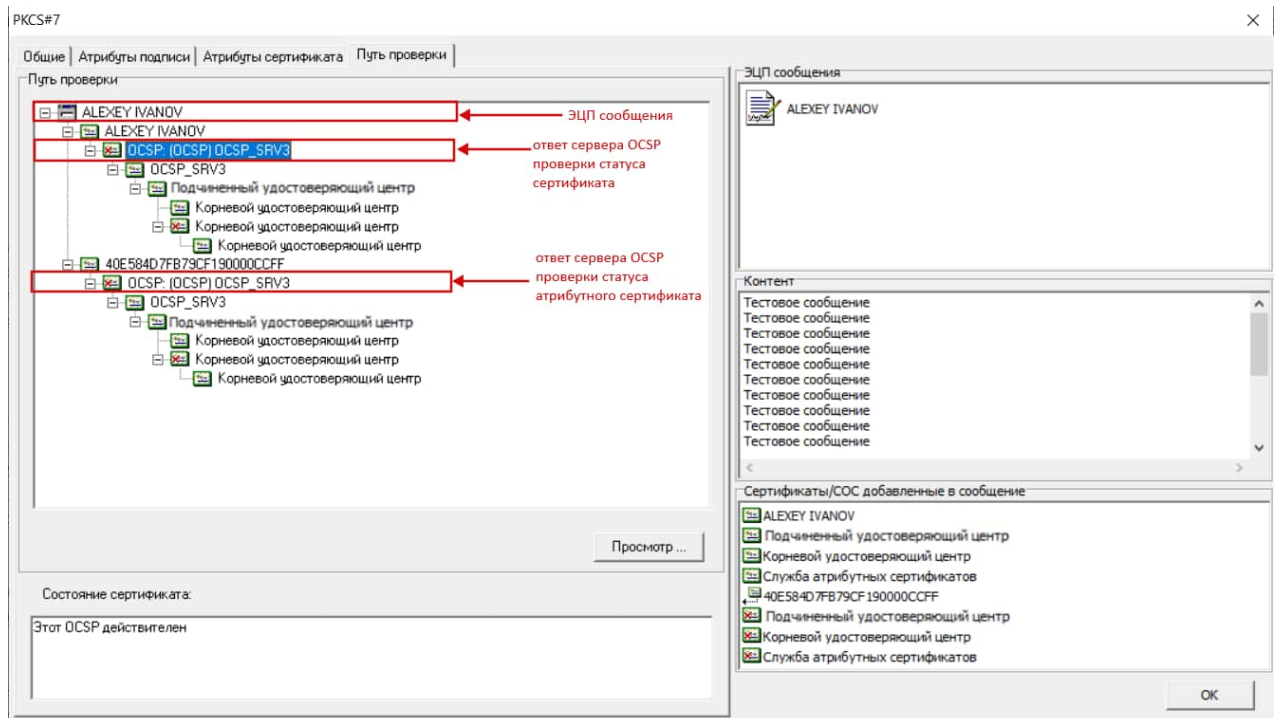 PKCS#7
Общие
Атрибуты подписи
Атрибуты сертификата
Путь проверки
Путь проверки
ALEXEY IVANOV
ALEXEY IVANOV
OCSP: (OCSP) OCSP_SRV3
OCSP_SRV3
Подчиненный удостоверяющий центр
Корневой удостоверяющий центр
Корневой удостоверяющий центр
Корневой удостоверяющий центр
40E584D7FB79CF190000CCFF
OCSP: (OCSP) OCSP_SRV3
OCSP_SRV3
Подчиненный удостоверяющий центр
Корневой удостоверяющий центр
Корневой удостоверяющий центр
Корневой удостоверяющий центр
ЭЦП сообщения
ответ сервера OCSP
проверки статуса
сертификата
ответ сервера OCSP
проверки статуса
атрибутного сертификата
Просмотр ...
Состояние сертификата:
Этот OCSP действителен
ЭЦП сообщения
ALEXEY IVANOV
Контент
Тестовое сообщение
Тестовое сообщение
Тестовое сообщение
Тестовое сообщение
Тестовое сообщение
Тестовое сообщение
Тестовое сообщение
Тестовое сообщение
Тестовое сообщение
Тестовое сообщение
Сертификаты/СОС добавленные в сообщение
ALEXEY IVANOV
Подчиненный удостоверяющий центр
Корневой удостоверяющий центр
Служба атрибутных сертификатов
40E584D7FB79CF190000CCFF
Подчиненный удостоверяющий центр
Корневой удостоверяющий центр
Служба атрибутных сертификатов
OK